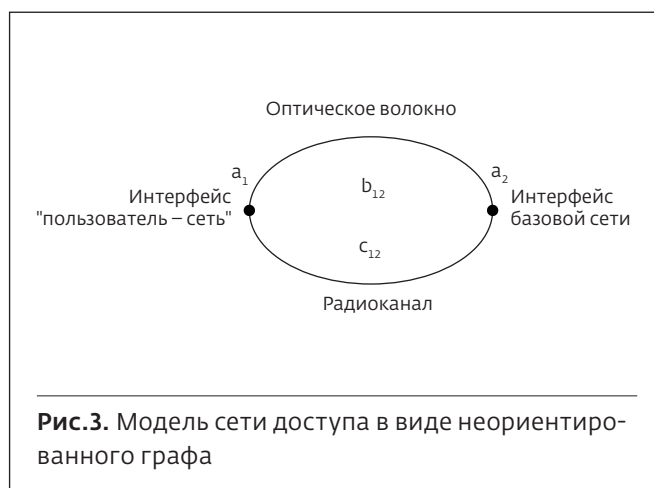 Оптическое волокно
a₁
a₂
b₁₂
Интерфейс
"пользователь – сеть"
Интерфейс
базовой сети
c₁₂
Радиоканал
Рис.3. Модель сети доступа в виде неориентиро-
ванного графа